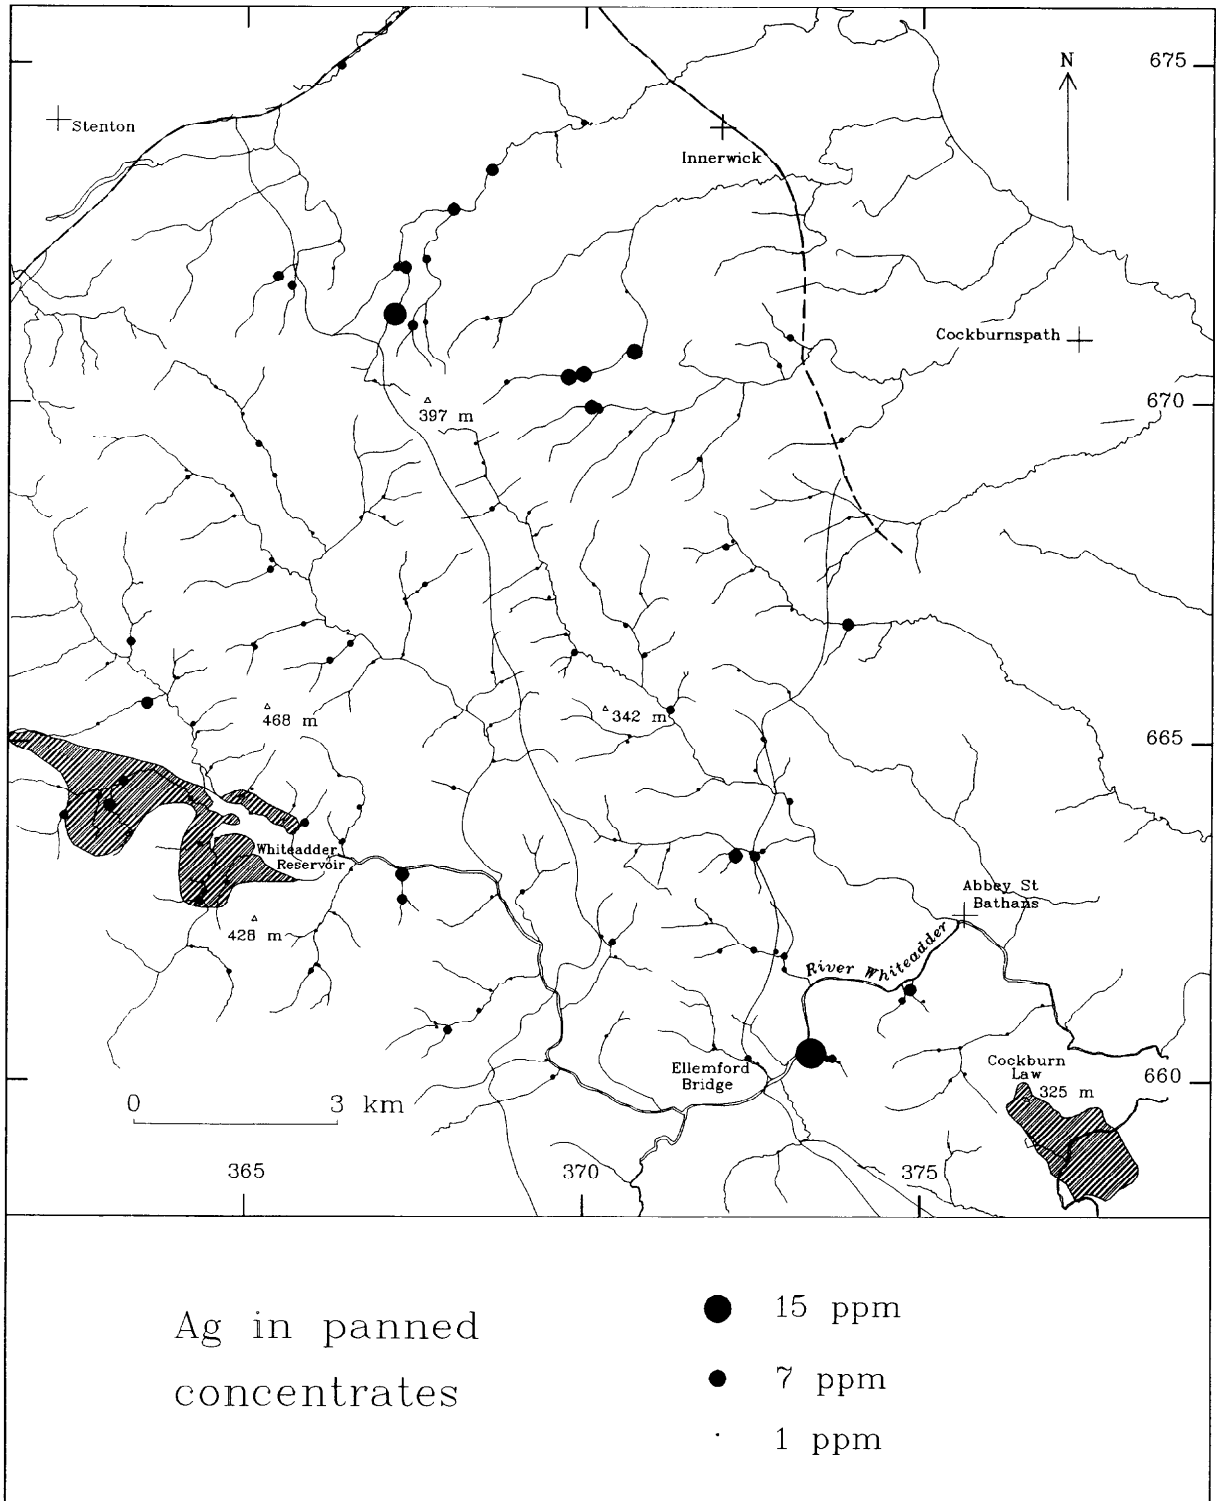 N
675
Stenton
Innerwick
Cockburnspath
670
397 m
468 m
342 m
665
Whiteadder
Reservoir
Abbey St
Bathans
428 m
River Whiteadder
Ellemford
Bridge
Cockburn
Law
325 m
660
0 3 km
365 370 375
Ag in panned
concentrates
15 ppm
7 ppm
1 ppm